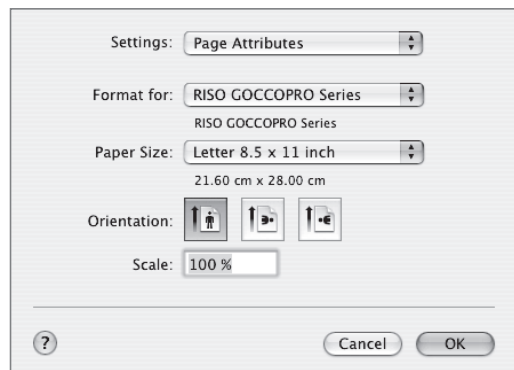 Settings: Page Attributes
Format for: RISO GOCCOPRO Series
RISO GOCCOPRO Series
Paper Size: Letter 8.5 x 11 inch
21.60 cm x 28.00 cm
Orientation:
Scale: 100 %
? Cancel OK